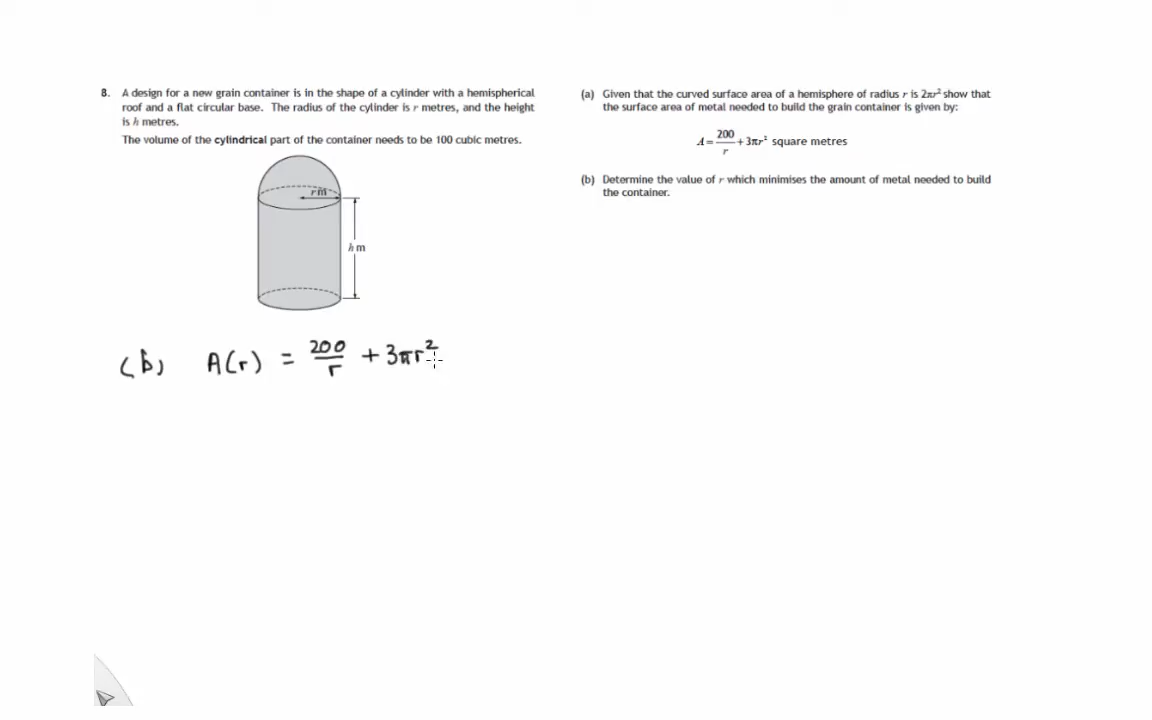 8. A design for a new grain container is in the shape of a cylinder with a hemispherical
roof and a flat circular base. The radius of the cylinder is r metres, and the height
is h metres.
The volume of the cylindrical part of the container needs to be 100 cubic metres.
r m
h m
(a) Given that the curved surface area of a hemisphere of radius r is 2πr² show that
the surface area of metal needed to build the grain container is given by:
A = 200/r + 3πr² square metres
(b) Determine the value of r which minimises the amount of metal needed to build
the container.
(b) A(r) = 200/r + 3πr²